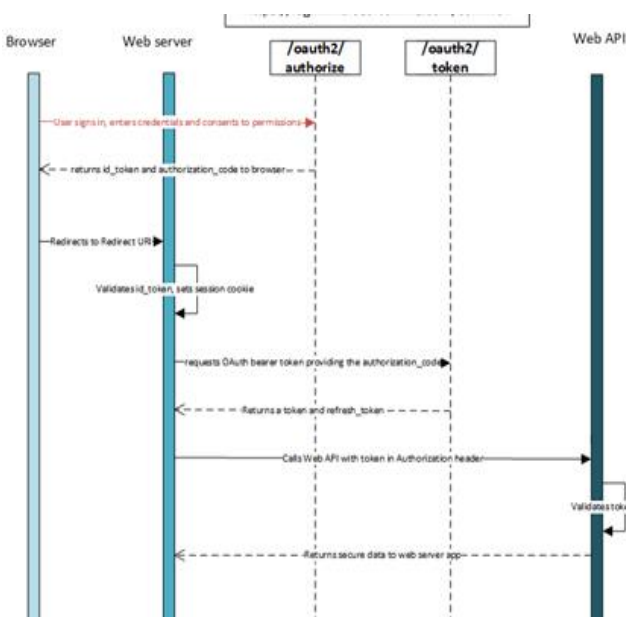 Browser
Web server
/oauth2/
authorize
/oauth2/
token
Web API
User signs in, enters credentials and consents to permissions
returns id_token and authorization_code to browser
Redirects to Redirect URI
Validates id_token, sets session cookie
requests OAuth bearer token providing the authorization_code
Returns a token and refresh_token
Calls Web API with token in Authorization header
Validates toke
Returns secure data to web server app